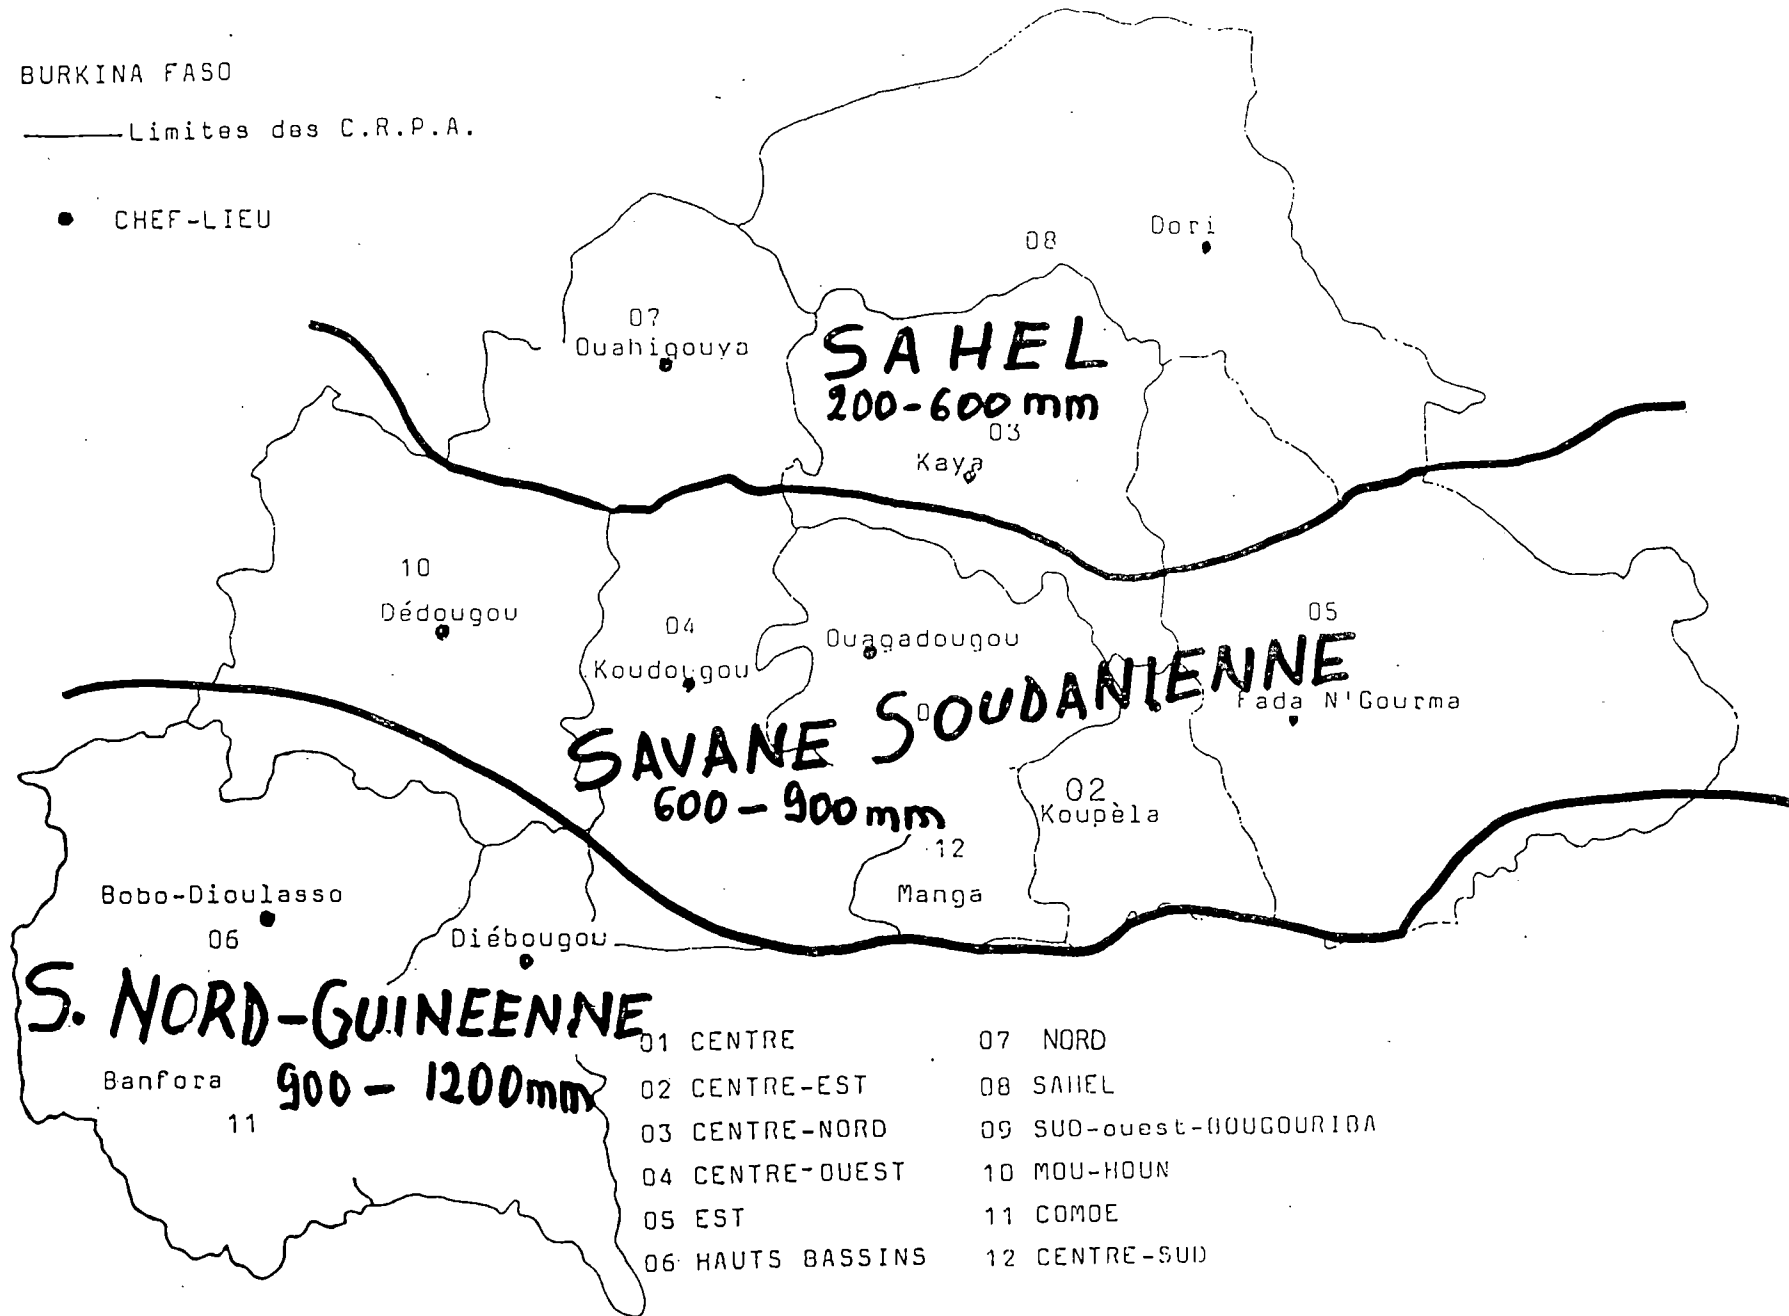 BURKINA FASO
Limites des C.R.P.A.
CHEF-LIEU
08
Dori
07
Ouahigouya
SAHEL
200-600 mm
03
Kaya
10
Dédougou
04
Koudougou
Ouagadougou
05
Fada N'Gourma
0
SAVANE SOUDANIENNE
600-900mm
02
Koupèla
12
Manga
Bobo-Dioulasso
06
Diébougou
S. NORD-GUINEENNE
900-1200mm
Banfora
11
01 CENTRE
02 CENTRE-EST
03 CENTRE-NORD
04 CENTRE-OUEST
05 EST
06 HAUTS BASSINS
07 NORD
08 SAHEL
09 SUD-ouest-BOUGOURIBA
10 MOU-HOUN
11 COMOE
12 CENTRE-SUD